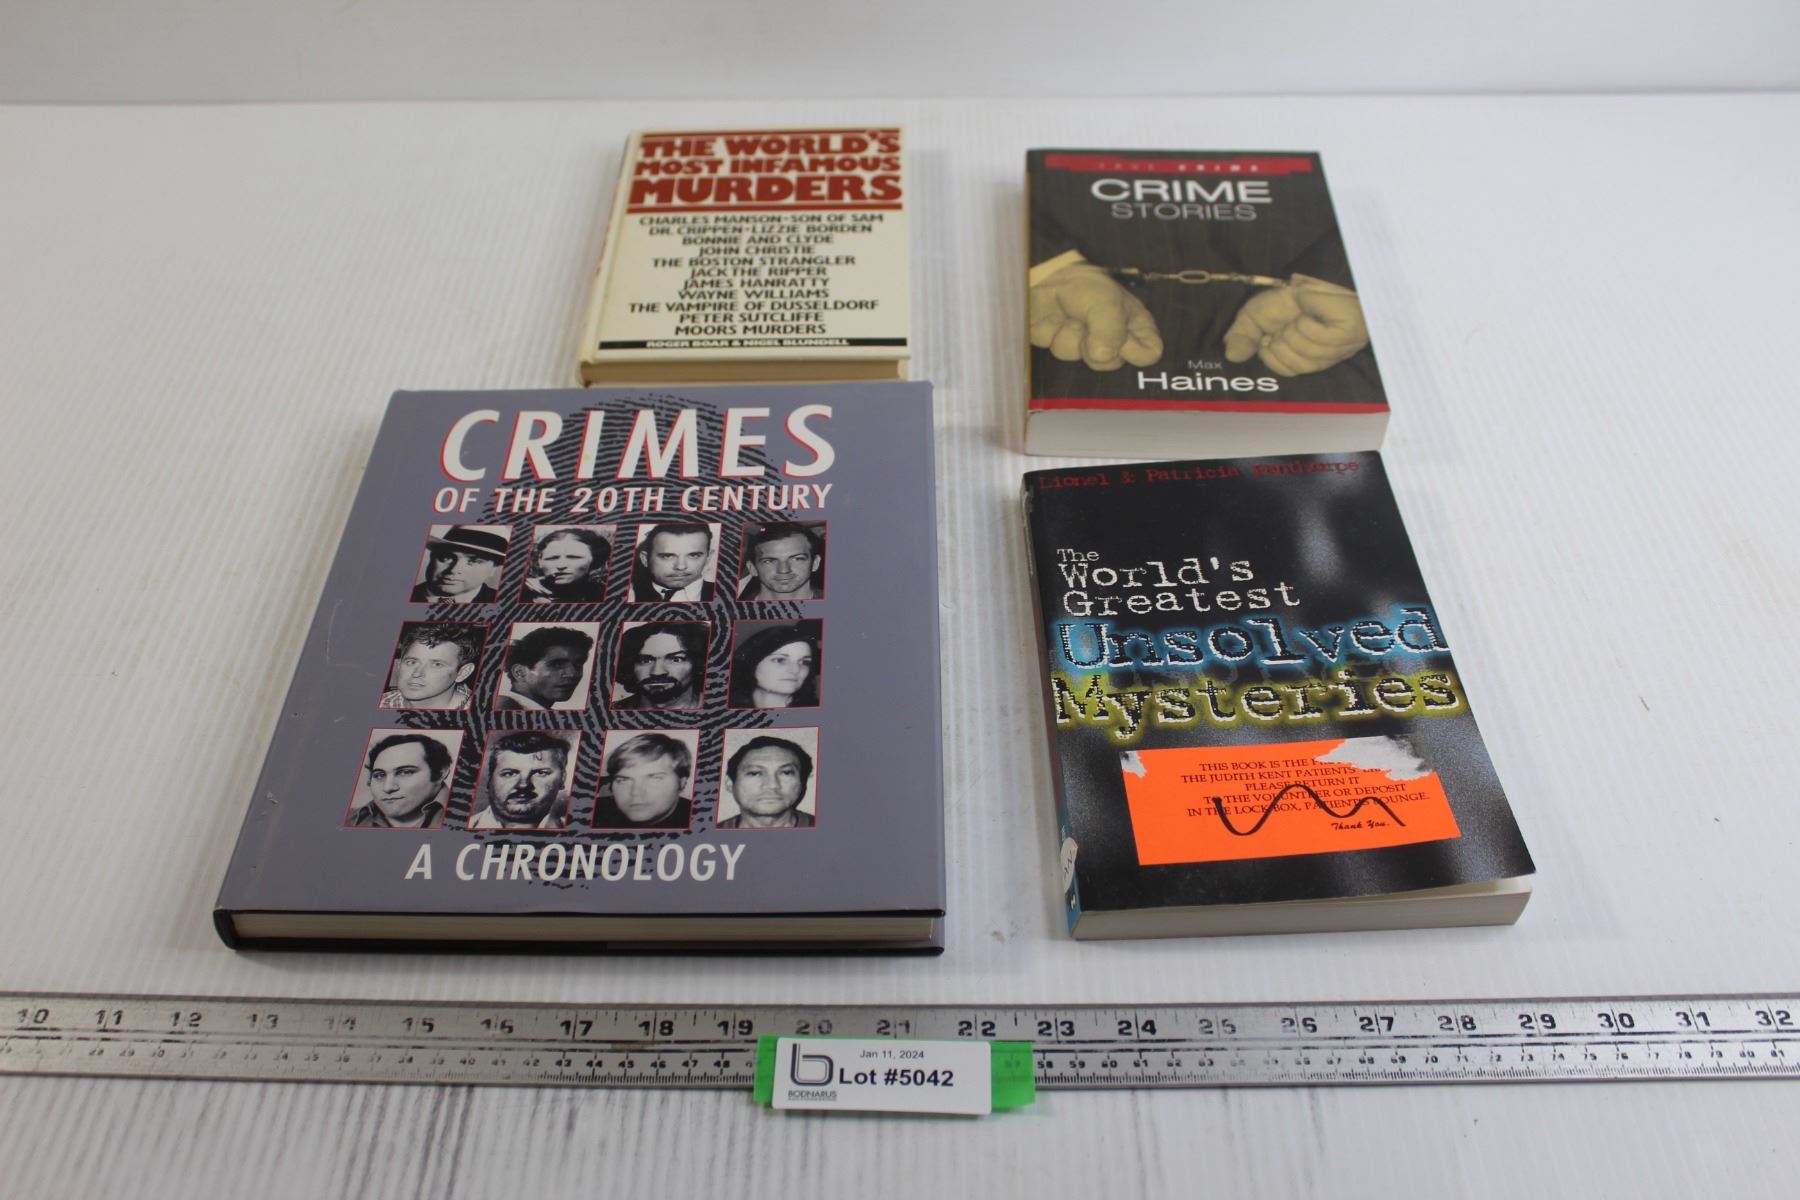 THE WORLD'S
MOST INFAMOUS
MURDERS
CHARLES MANSON·SON OF SAM
DR. CRIPPEN·LIZZIE BORDEN
BONNIE AND CLYDE
JOHN CHRISTIE
THE BOSTON STRANGLER
JACK THE RIPPER
JAMES HANRATTY
WAYNE WILLIAMS
THE VAMPIRE OF DUSSELDORF
PETER SUTCLIFFE
MOORS MURDERS
ROGER BOAR & NIGEL BLUNDELL
TRUE CRIME
CRIME
STORIES
Max
Haines
CRIMES
OF THE 20TH CENTURY
A CHRONOLOGY
Lionel & Patricia Fanthorpe
The
World's
Greatest
Unsolved
Mysteries
THIS BOOK IS THE
THE JUDITH KENT PATIENTS'
PLEASE RETURN IT
TO THE VOLUNTEER OR DEPOSIT
IN THE LOCK BOX, PATIENT'S LOUNGE.
Thank You.
10 11 12 13 14 15 16 17 18 19 20 21 22 23 24 25 26 27 28 29 30 31 32
Jan 11, 2024
b Lot #5042
BODNARUS